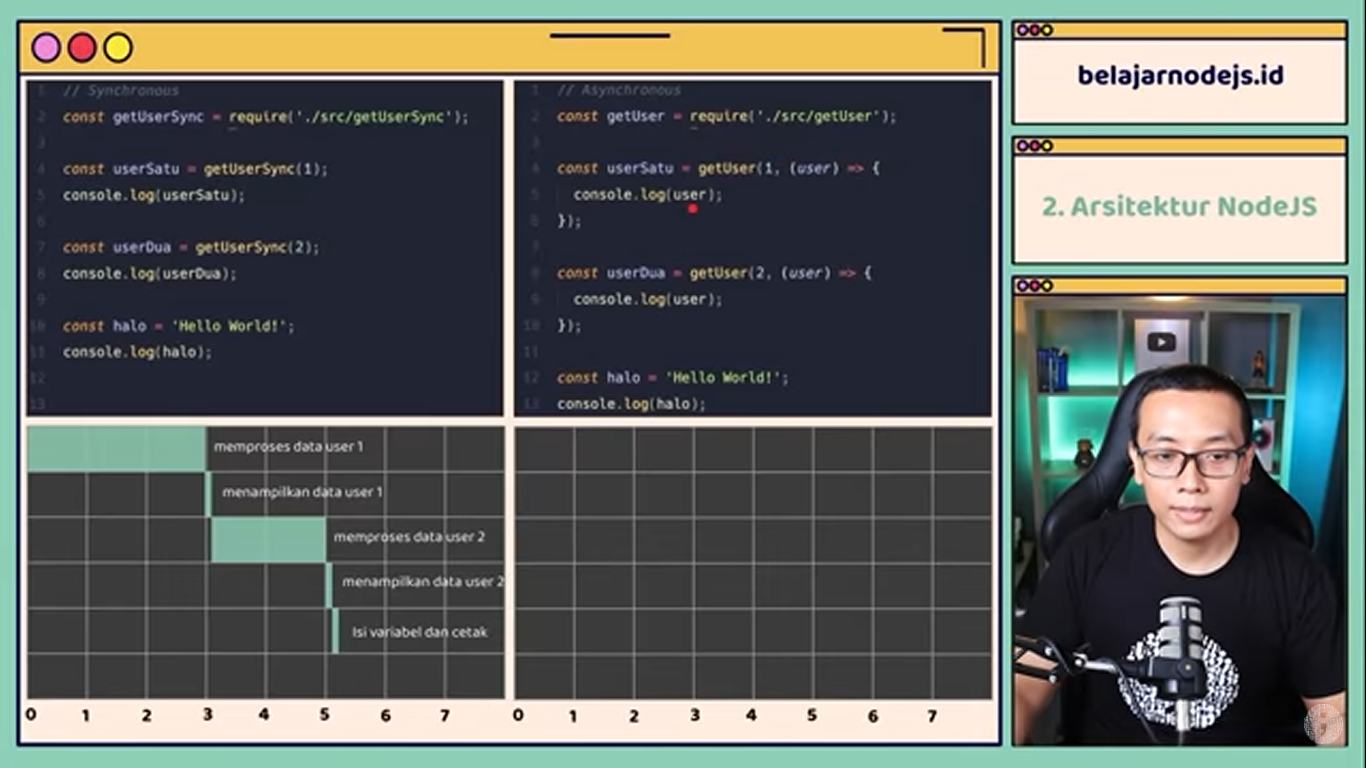 // Synchronous
const getUserSync = require('./src/getUserSync');
const userSatu = getUserSync(1);
console.log(userSatu);
const userDua = getUserSync(2);
console.log(userDua);
const halo = 'Hello World!';
console.log(halo);
1
2
3
4
5
6
7
8
9
10
11
12
13
// Asynchronous
const getUser = require('./src/getUser');
const userSatu = getUser(1, (user) => {
console.log(user);
});
const userDua = getUser(2, (user) => {
console.log(user);
});
const halo = 'Hello World!';
console.log(halo);
1
2
3
4
5
6
7
8
9
10
11
12
13
memproses data user 1
menampilkan data user 1
memproses data user 2
menampilkan data user 2
Isi variabel dan cetak
0 1 2 3 4 5 6 7
0 1 2 3 4 5 6 7
belajarnodejs.id
2. Arsitektur NodeJS